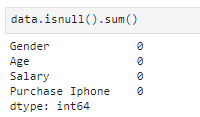 data.isnull().sum()
Gender 0
Age 0
Salary 0
Purchase Iphone 0
dtype: int64